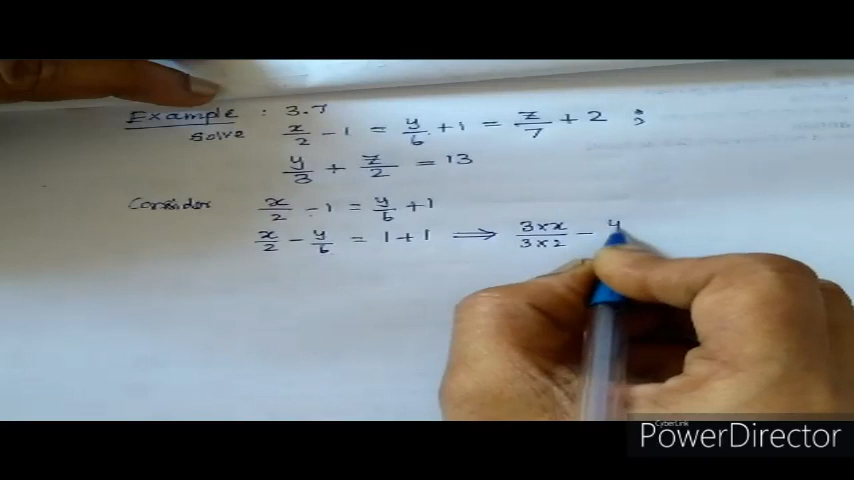 Example : 3.7
Solve x/2 - 1 = y/6 + 1 = z/7 + 2 ;
y/3 + z/2 = 13
Consider x/2 - 1 = y/6 + 1
x/2 - y/6 = 1 + 1 ⟹ 3×x/3×2 - y
CyberLink
PowerDirector